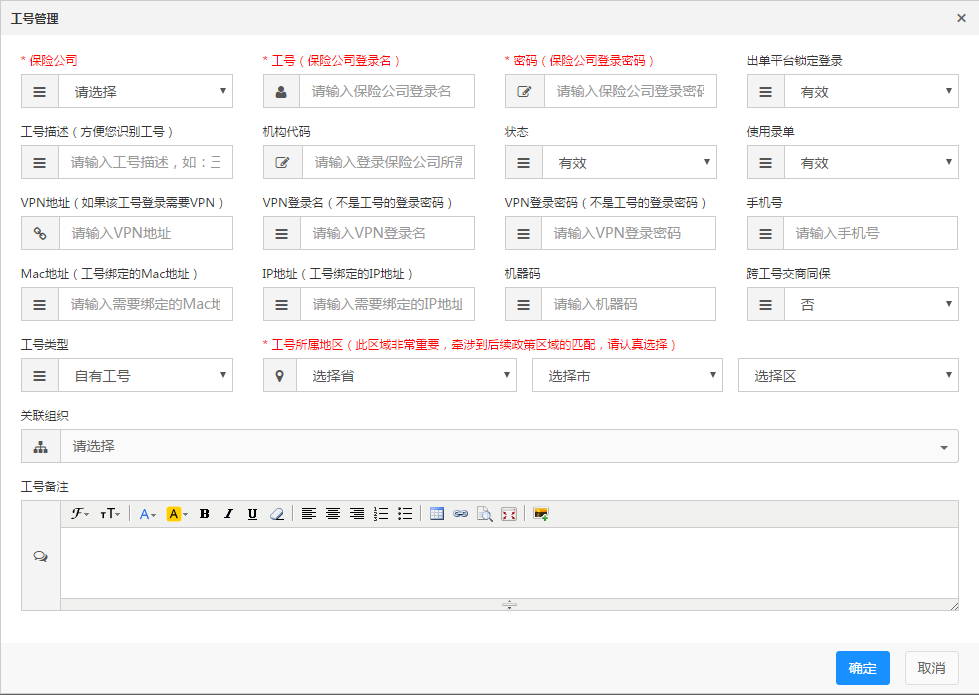 工号管理 ×
* 保险公司 * 工号（保险公司登录名） * 密码（保险公司登录密码） 出单平台锁定登录
请选择 请输入保险公司登录名 请输入保险公司登录密码 有效
工号描述（方便您识别工号） 机构代码 状态 使用录单
请输入工号描述，如：三 请输入登录保险公司所需 有效 有效
VPN地址（如果该工号登录需要VPN） VPN登录名（不是工号的登录密码） VPN登录密码（不是工号的登录密码） 手机号
请输入VPN地址 请输入VPN登录名 请输入VPN登录密码 请输入手机号
Mac地址（工号绑定的Mac地址） IP地址（工号绑定的IP地址） 机器码 跨工号交商同保
请输入需要绑定的Mac地 请输入需要绑定的IP地址 请输入机器码 否
工号类型 * 工号所属地区（此区域非常重要，牵涉到后续政策区域的匹配，请认真选择）
自有工号 选择省 选择市 选择区
关联组织
请选择
工号备注
F TT A A B I U
确定 取消